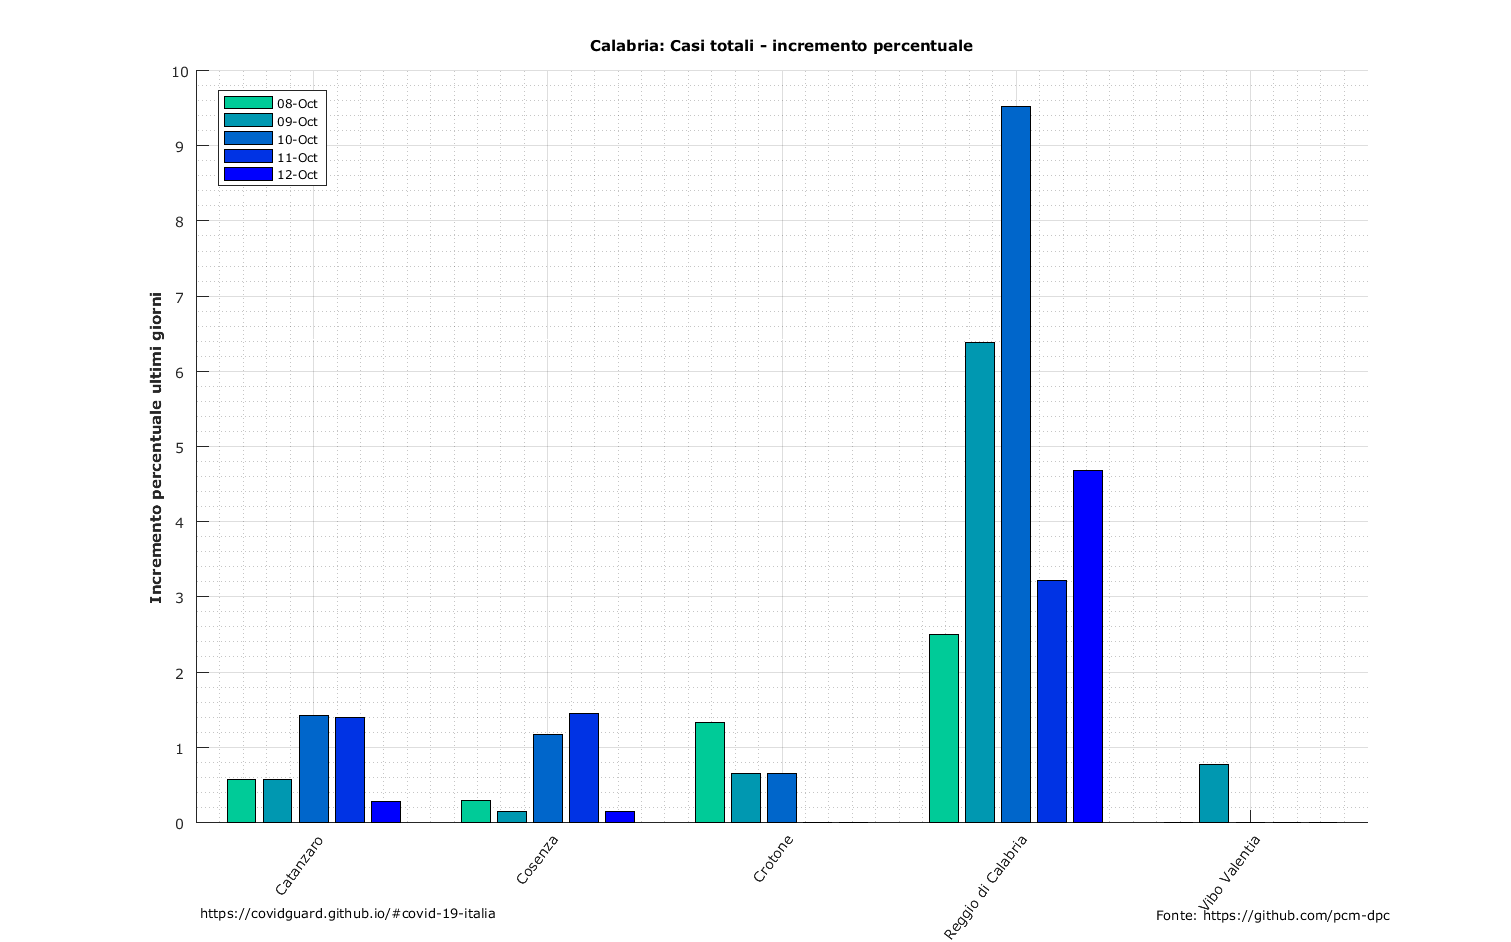 Calabria: Casi totali - incremento percentuale
10
9
8
7
6
5
4
3
2
1
0
Incremento percentuale ultimi giorni
08-Oct
09-Oct
10-Oct
11-Oct
12-Oct
Catanzaro
Cosenza
Crotone
Reggio di Calabria
Vibo Valentia
https://covidguard.github.io/#covid-19-italia
Fonte: https://github.com/pcm-dpc